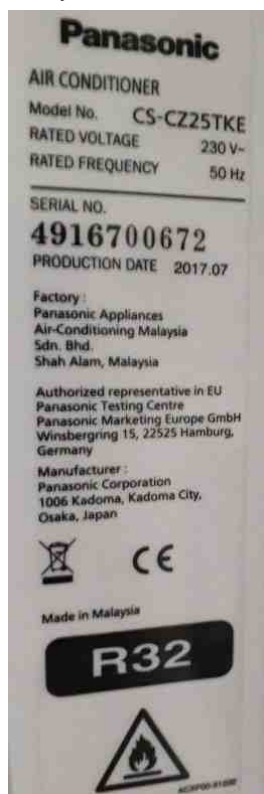 Panasonic
AIR CONDITIONER
Model No. CS-CZ25TKE
RATED VOLTAGE 230 V~
RATED FREQUENCY 50 Hz
SERIAL NO.
4916700672
PRODUCTION DATE 2017.07
Factory :
Panasonic Appliances
Air-Conditioning Malaysia
Sdn. Bhd.
Shah Alam, Malaysia
Authorized representative in EU
Panasonic Testing Centre
Panasonic Marketing Europe GmbH
Winsbergring 15, 22525 Hamburg,
Germany
Manufacturer :
Panasonic Corporation
1006 Kadoma, Kadoma City,
Osaka, Japan
CE
Made in Malaysia
R32